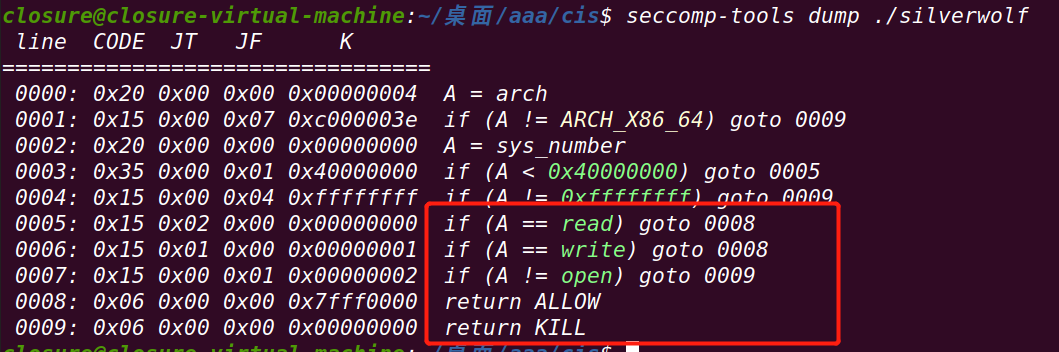 closure@closure-virtual-machine:~/桌面/aaa/cis$ seccomp-tools dump ./silverwolf
line CODE JT JF K
=================================
0000: 0x20 0x00 0x00 0x00000004 A = arch
0001: 0x15 0x00 0x07 0xc000003e if (A != ARCH_X86_64) goto 0009
0002: 0x20 0x00 0x00 0x00000000 A = sys_number
0003: 0x35 0x00 0x01 0x40000000 if (A < 0x40000000) goto 0005
0004: 0x15 0x00 0x04 0xffffffff if (A != 0xffffffff) goto 0009
0005: 0x15 0x02 0x00 0x00000000 if (A == read) goto 0008
0006: 0x15 0x01 0x00 0x00000001 if (A == write) goto 0008
0007: 0x15 0x00 0x01 0x00000002 if (A != open) goto 0009
0008: 0x06 0x00 0x00 0x7fff0000 return ALLOW
0009: 0x06 0x00 0x00 0x00000000 return KILL
closure@closure-virtual-machine:~/桌面/aaa/cis$